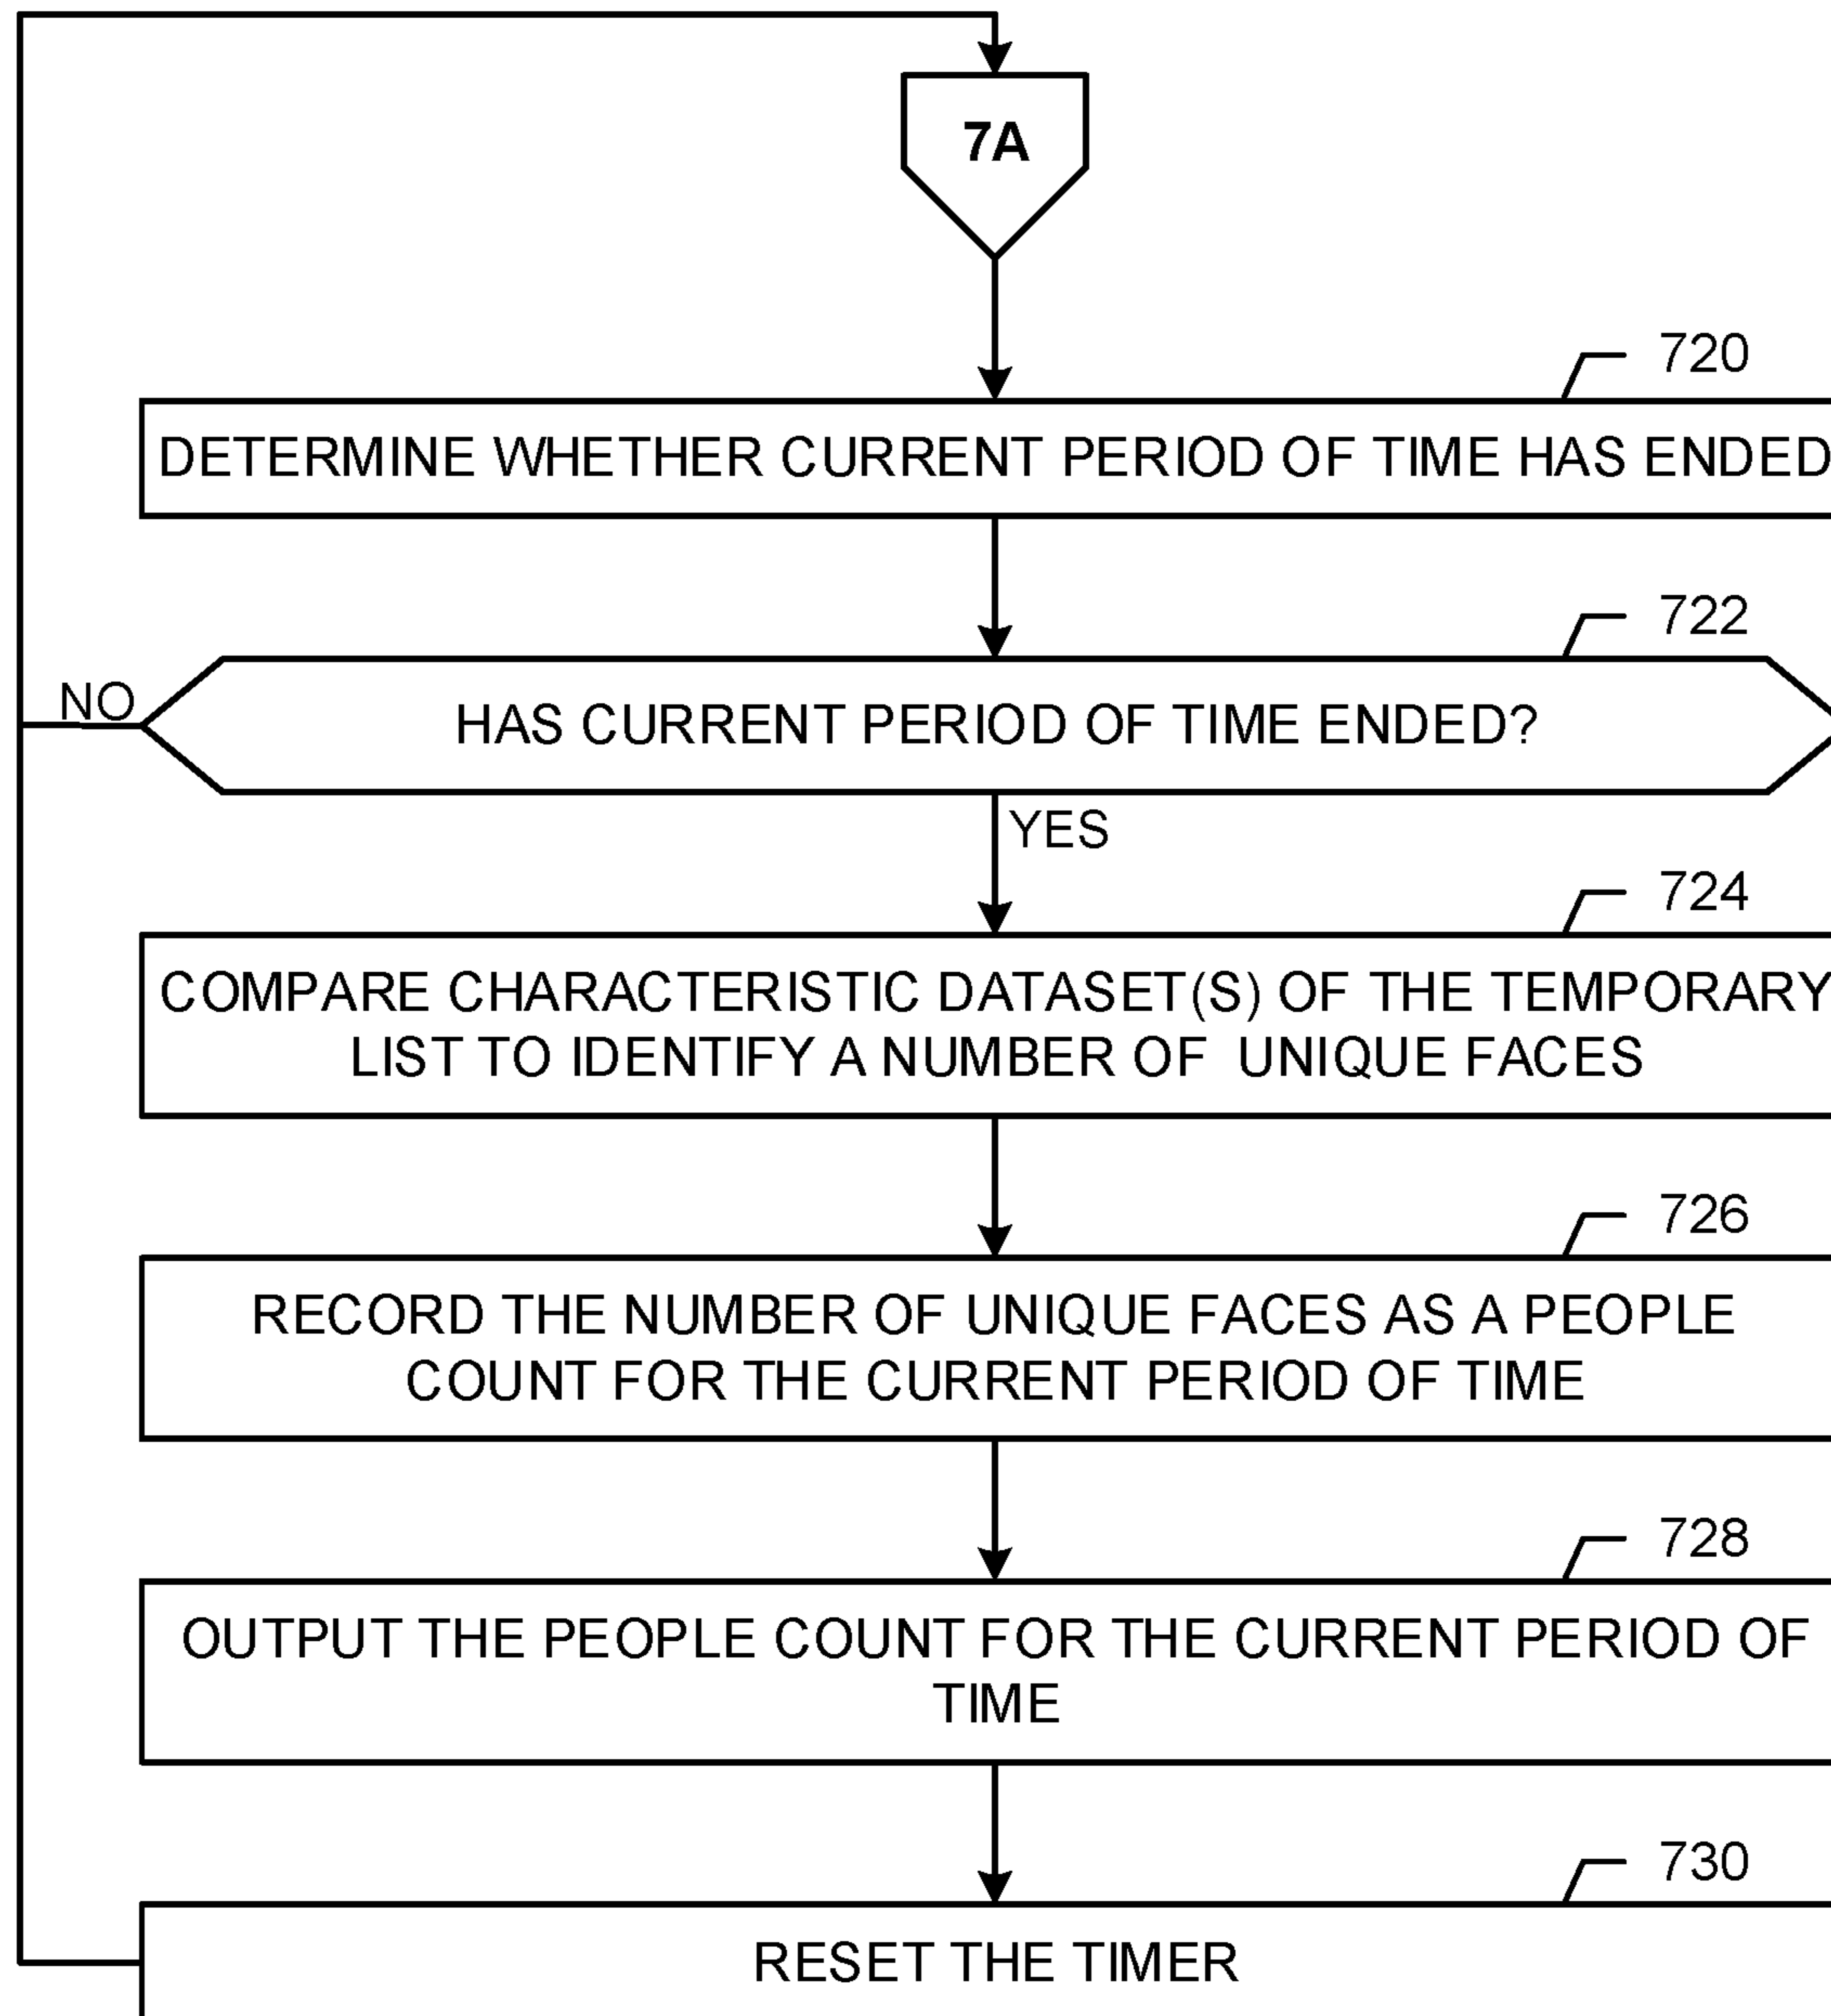 7A
720
DETERMINE WHETHER CURRENT PERIOD OF TIME HAS ENDED
722
NO
HAS CURRENT PERIOD OF TIME ENDED?
YES
724
COMPARE CHARACTERISTIC DATASET(S) OF THE TEMPORARY
LIST TO IDENTIFY A NUMBER OF UNIQUE FACES
726
RECORD THE NUMBER OF UNIQUE FACES AS A PEOPLE
COUNT FOR THE CURRENT PERIOD OF TIME
728
OUTPUT THE PEOPLE COUNT FOR THE CURRENT PERIOD OF
TIME
730
RESET THE TIMER